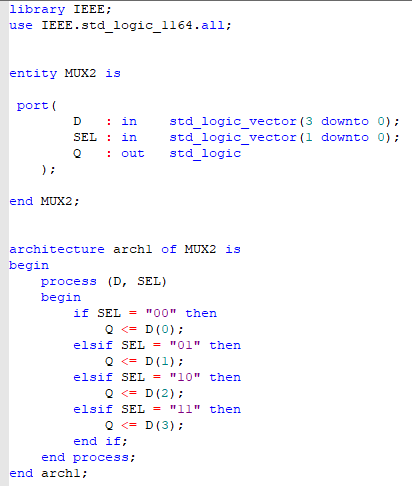 library IEEE;
use IEEE.std_logic_1164.all;
entity MUX2 is
port(
D : in std_logic_vector(3 downto 0);
SEL : in std_logic_vector(1 downto 0);
Q : out std_logic
);
end MUX2;
architecture arch1 of MUX2 is
begin
process (D, SEL)
begin
if SEL = "00" then
Q <= D(0);
elsif SEL = "01" then
Q <= D(1);
elsif SEL = "10" then
Q <= D(2);
elsif SEL = "11" then
Q <= D(3);
end if;
end process;
end arch1;